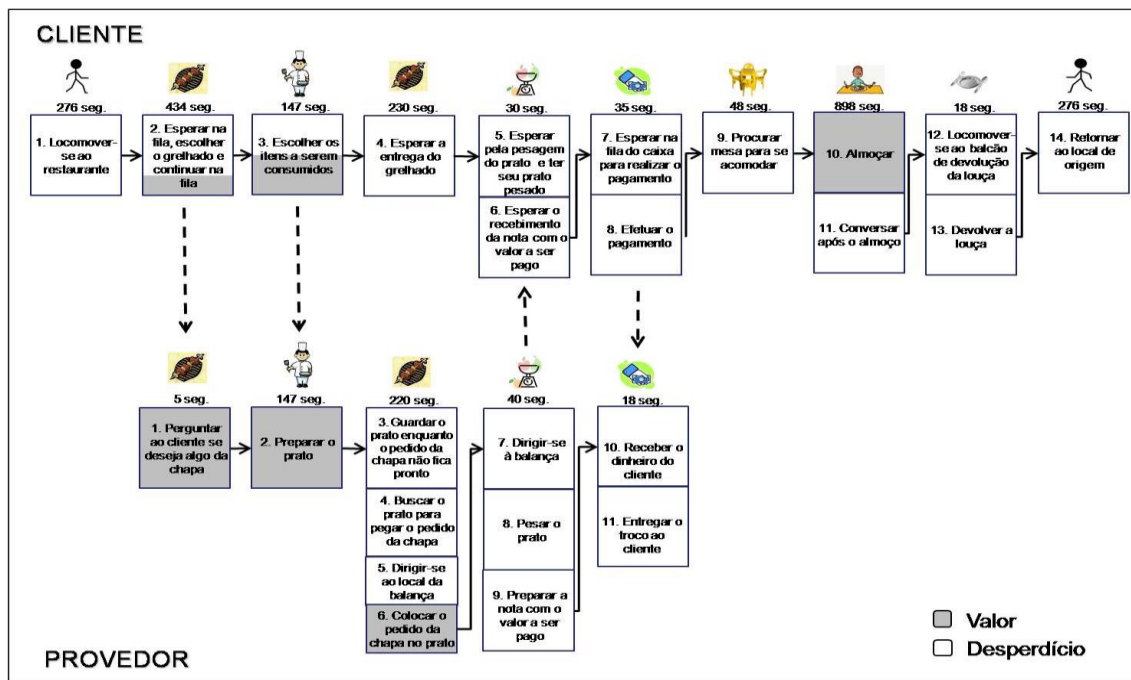 CLIENTE
276 seg.
434 seg.
147 seg.
230 seg.
30 seg.
35 seg.
48 seg.
898 seg.
18 seg.
276 seg.
1. Locomover-
se ao
restaurante
2. Esperar na
fila, escolher
o grelhado e
continuar na
fila
3. Escolher os
itens a serem
consumidos
4. Esperar a
entrega do
grelhado
5. Esperar
pela pesagem
do prato e ter
seu prato
pesado
6. Esperar o
recebimento
da nota com o
valor a ser
pago
7. Esperar na
fila do caixa
para realizar o
pagamento
8. Efetuar o
pagamento
9. Procurar
mesa para se
acomodar
10. Almoçar
11. Conversar
após o almoço
12. Locomover-
se ao balcão
de devolução
da louça
13. Devolver a
louça
14. Retornar
ao local de
origem
5 seg.
147 seg.
220 seg.
40 seg.
18 seg.
1. Perguntar
ao cliente se
deseja algo da
chapa
2. Preparar o
prato
3. Guardar o
prato enquanto
o pedido da
chapa não fica
pronto
4. Buscar o
prato para
pegar o pedido
da chapa
5. Dirigir-se
ao local da
balança
6. Colocar o
pedido da
chapa no prato
7. Dirigir-se
à balança
8. Pesar o
prato
9. Preparar a
nota com o
valor a ser
pago
10. Receber o
dinheiro do
cliente
11. Entregar o
troco ao
cliente
Valor
Desperdício
PROVEDOR